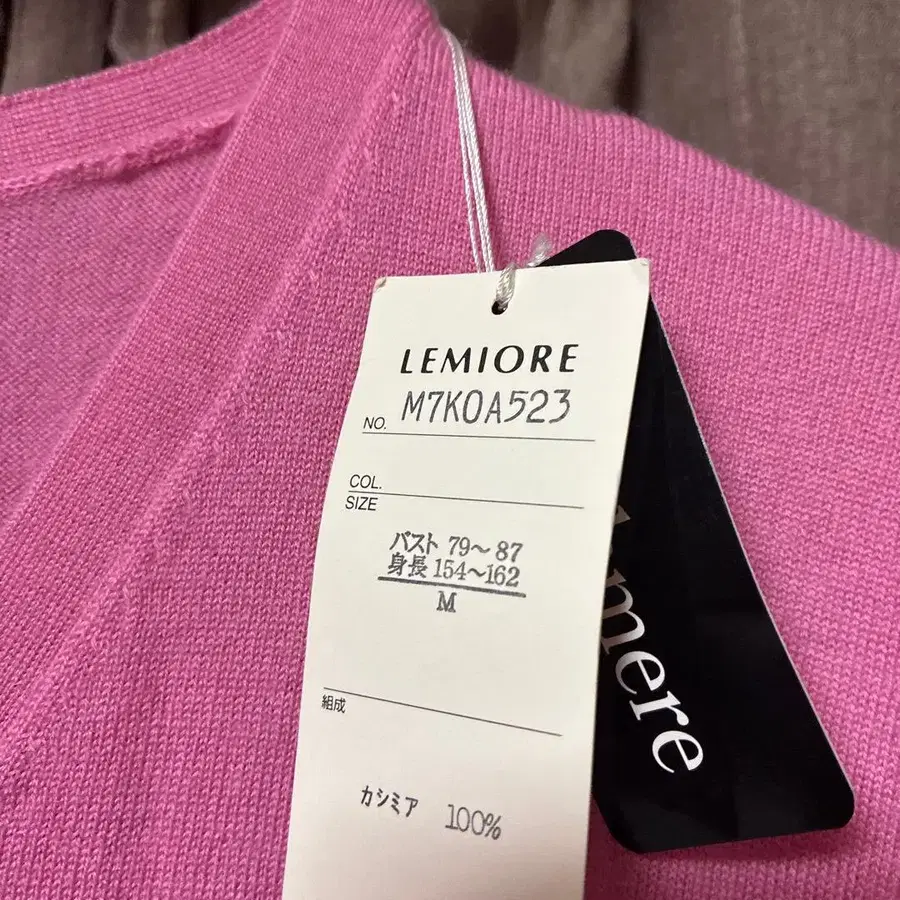 LEMIORE
NO. M7K0A523
COL.
SIZE
バスト 79～87
身長 154～162
M
組成
カシミア 100%